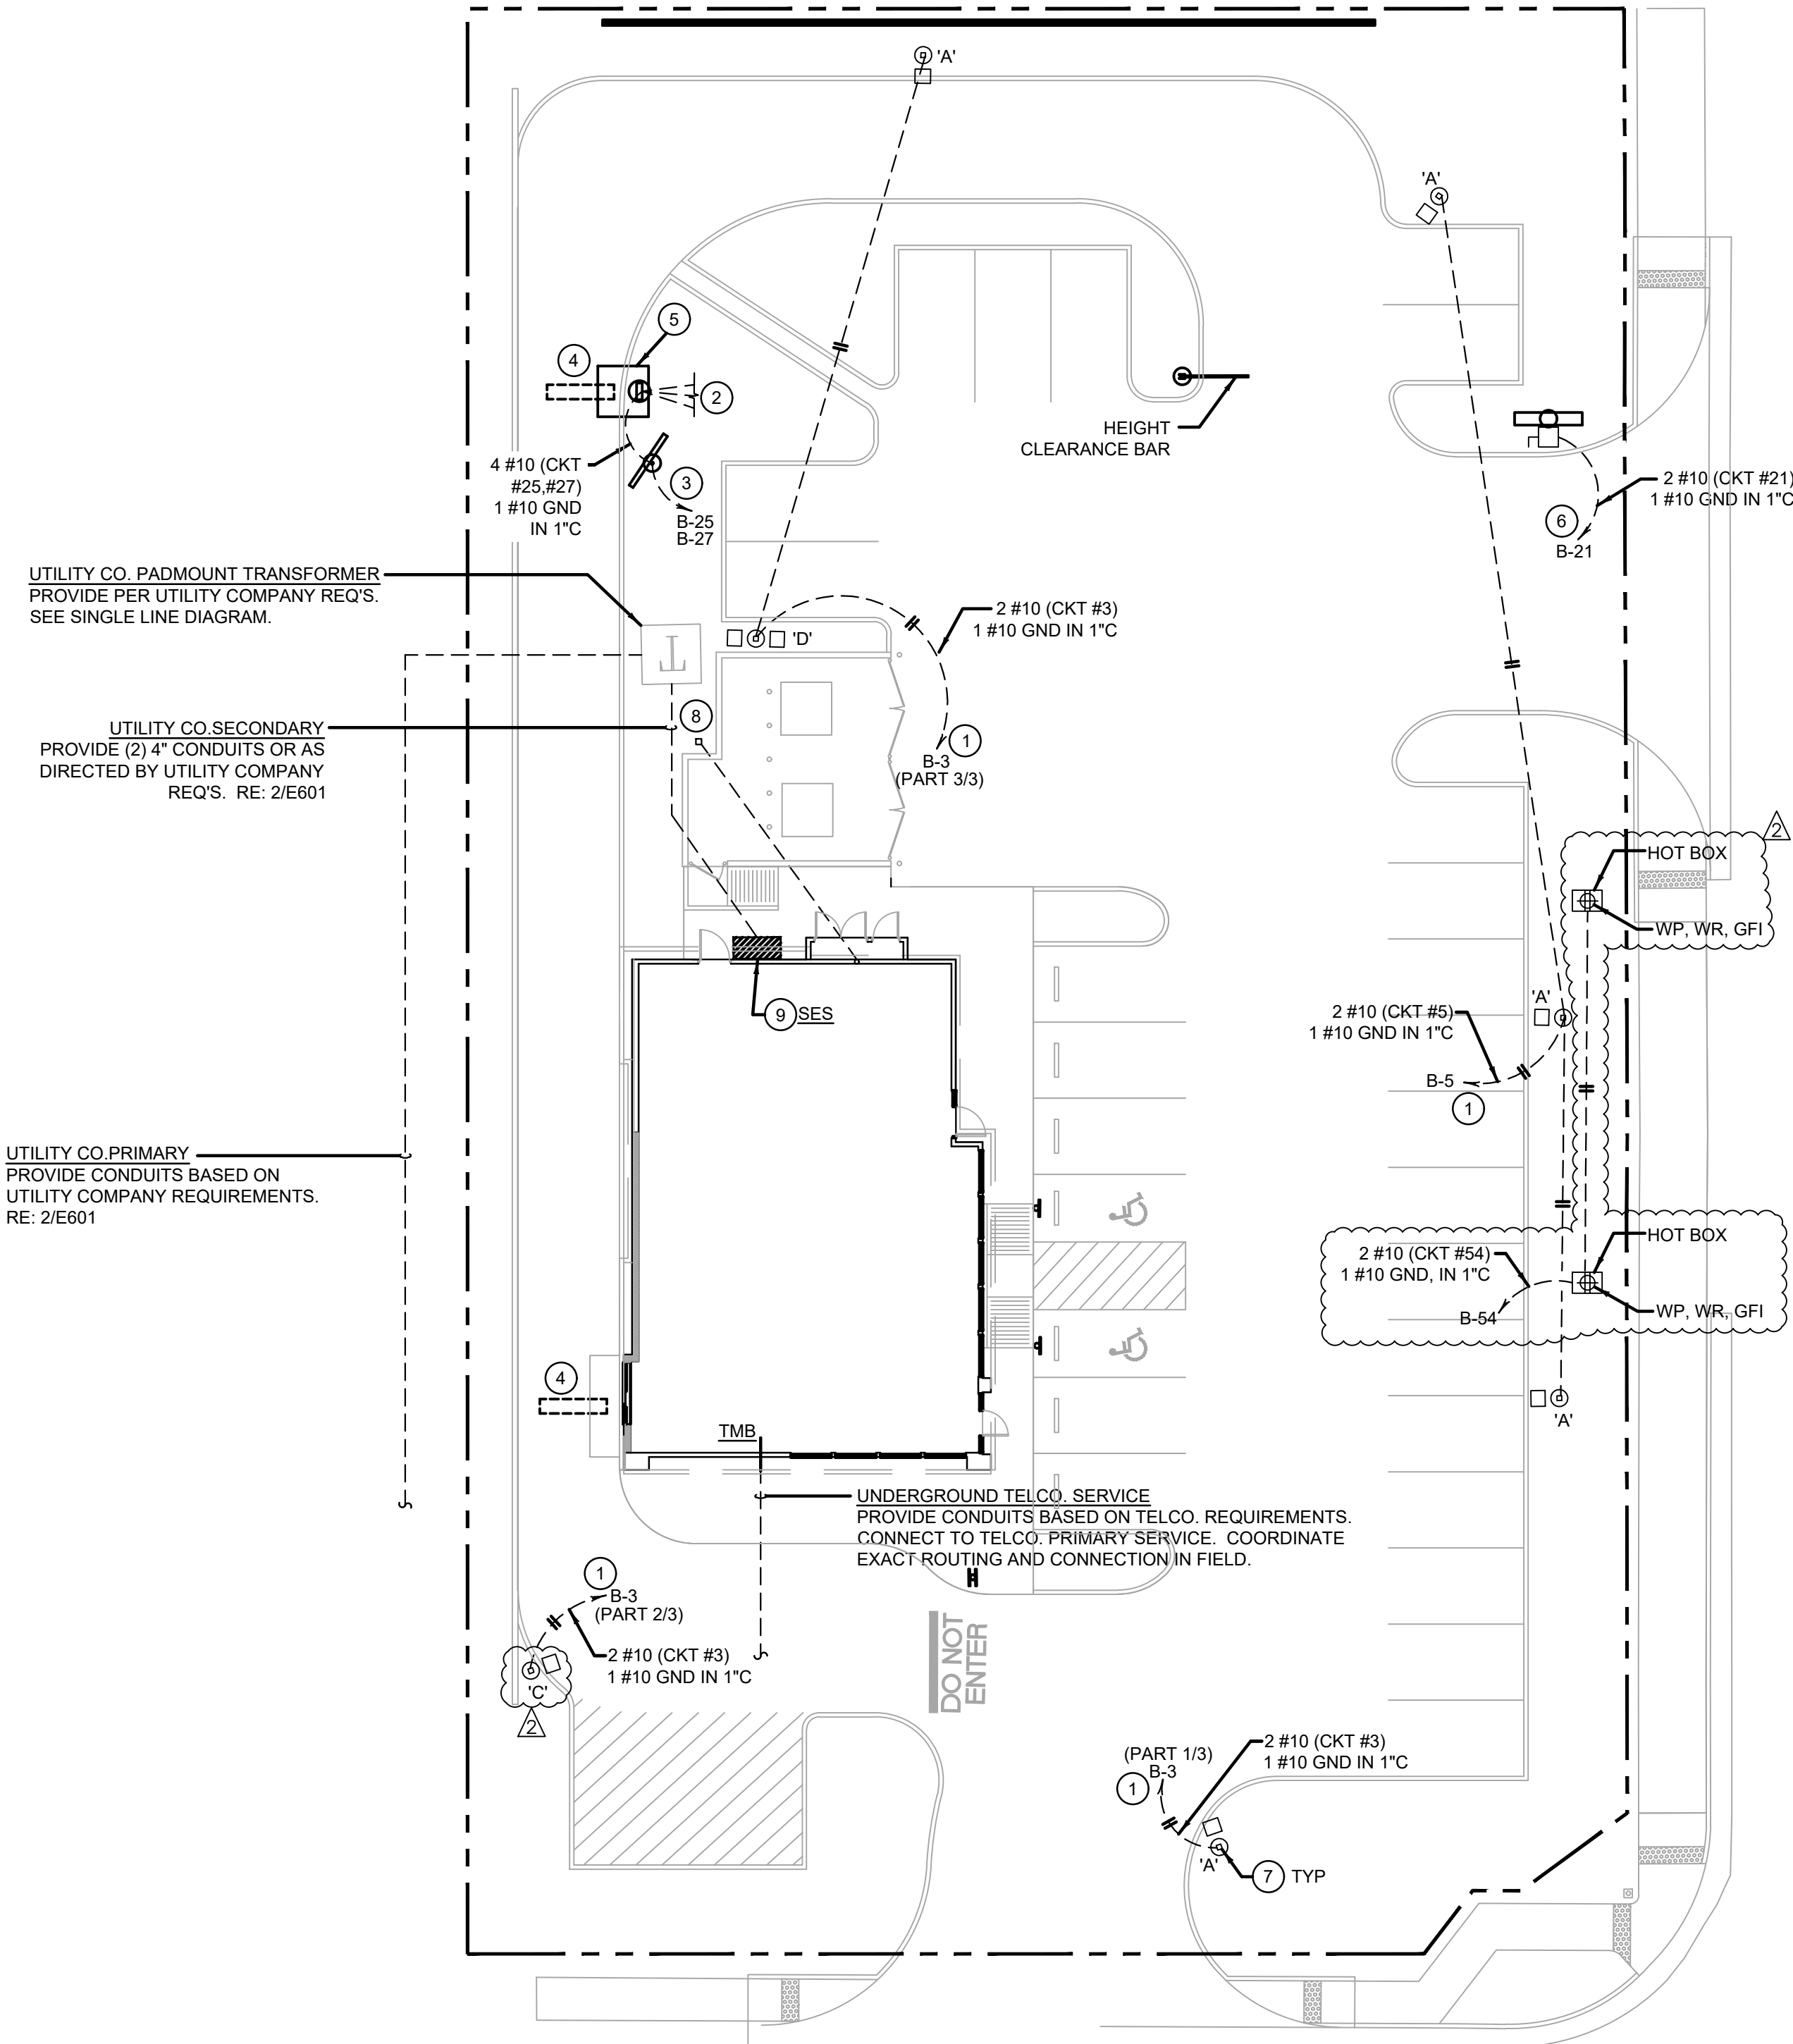 'A'
'A'
5
4
2
HEIGHT
CLEARANCE BAR
4 #10 (CKT
#25,#27)
1 #10 GND
IN 1"C
3
B-25
B-27
2 #10 (CKT #21)
1 #10 GND IN 1"C
6
B-21
UTILITY CO. PADMOUNT TRANSFORMER
PROVIDE PER UTILITY COMPANY REQ'S.
SEE SINGLE LINE DIAGRAM.
2 #10 (CKT #3)
1 #10 GND IN 1"C
'D'
T
UTILITY CO.SECONDARY
PROVIDE (2) 4" CONDUITS OR AS
DIRECTED BY UTILITY COMPANY
REQ'S. RE: 2/E601
8
1
B-3
(PART 3/3)
2
HOT BOX
WP, WR, GFI
9 SES
'A'
2 #10 (CKT #5)
1 #10 GND IN 1"C
B-5
1
UTILITY CO.PRIMARY
PROVIDE CONDUITS BASED ON
UTILITY COMPANY REQUIREMENTS.
RE: 2/E601
HOT BOX
2 #10 (CKT #54)
1 #10 GND, IN 1"C
B-54
WP, WR, GFI
4
'A'
TMB
UNDERGROUND TELCO. SERVICE
PROVIDE CONDUITS BASED ON TELCO. REQUIREMENTS.
CONNECT TO TELCO. PRIMARY SERVICE. COORDINATE
EXACT ROUTING AND CONNECTION IN FIELD.
1
B-3
(PART 2/3)
2 #10 (CKT #3)
1 #10 GND IN 1"C
'C'
2
DO NOT
ENTER
(PART 1/3)
B-3
1
2 #10 (CKT #3)
1 #10 GND IN 1"C
'A'
7 TYP